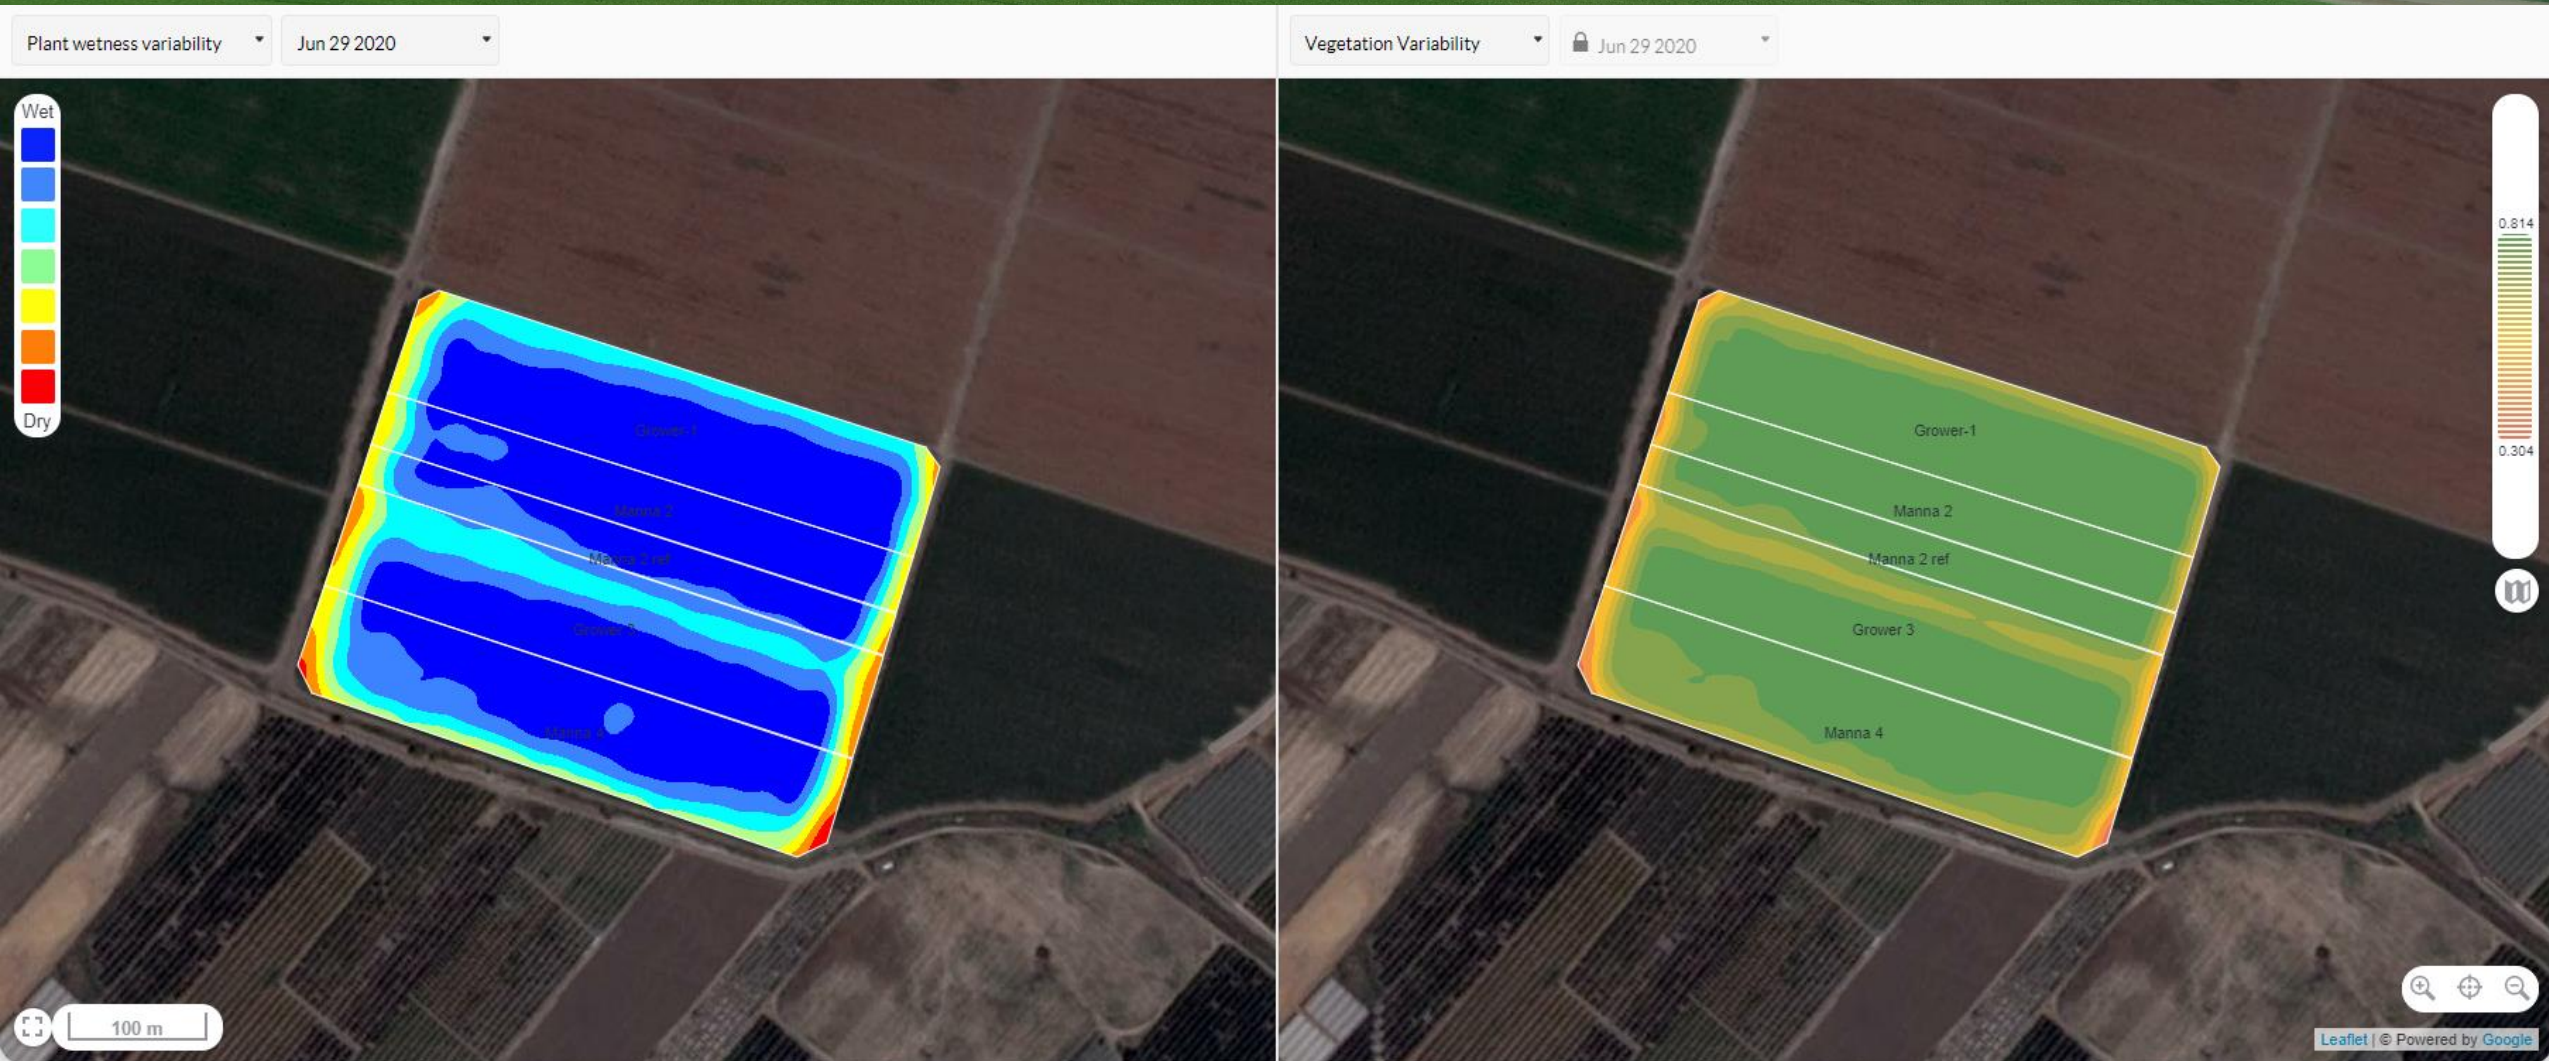 Plant wetness variability
Jun 29 2020
Vegetation Variability
Jun 29 2020
Wet
Dry
Grower-1
Manna 2
Manna 2 ref
Grower 3
Manna 4
100 m
0.814
0.304
Grower-1
Manna 2
Manna 2 ref
Grower 3
Manna 4
Leaflet | © Powered by Google